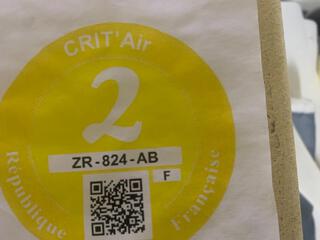 CRIT'Air
2
ZR-824-AB
F
République
Française